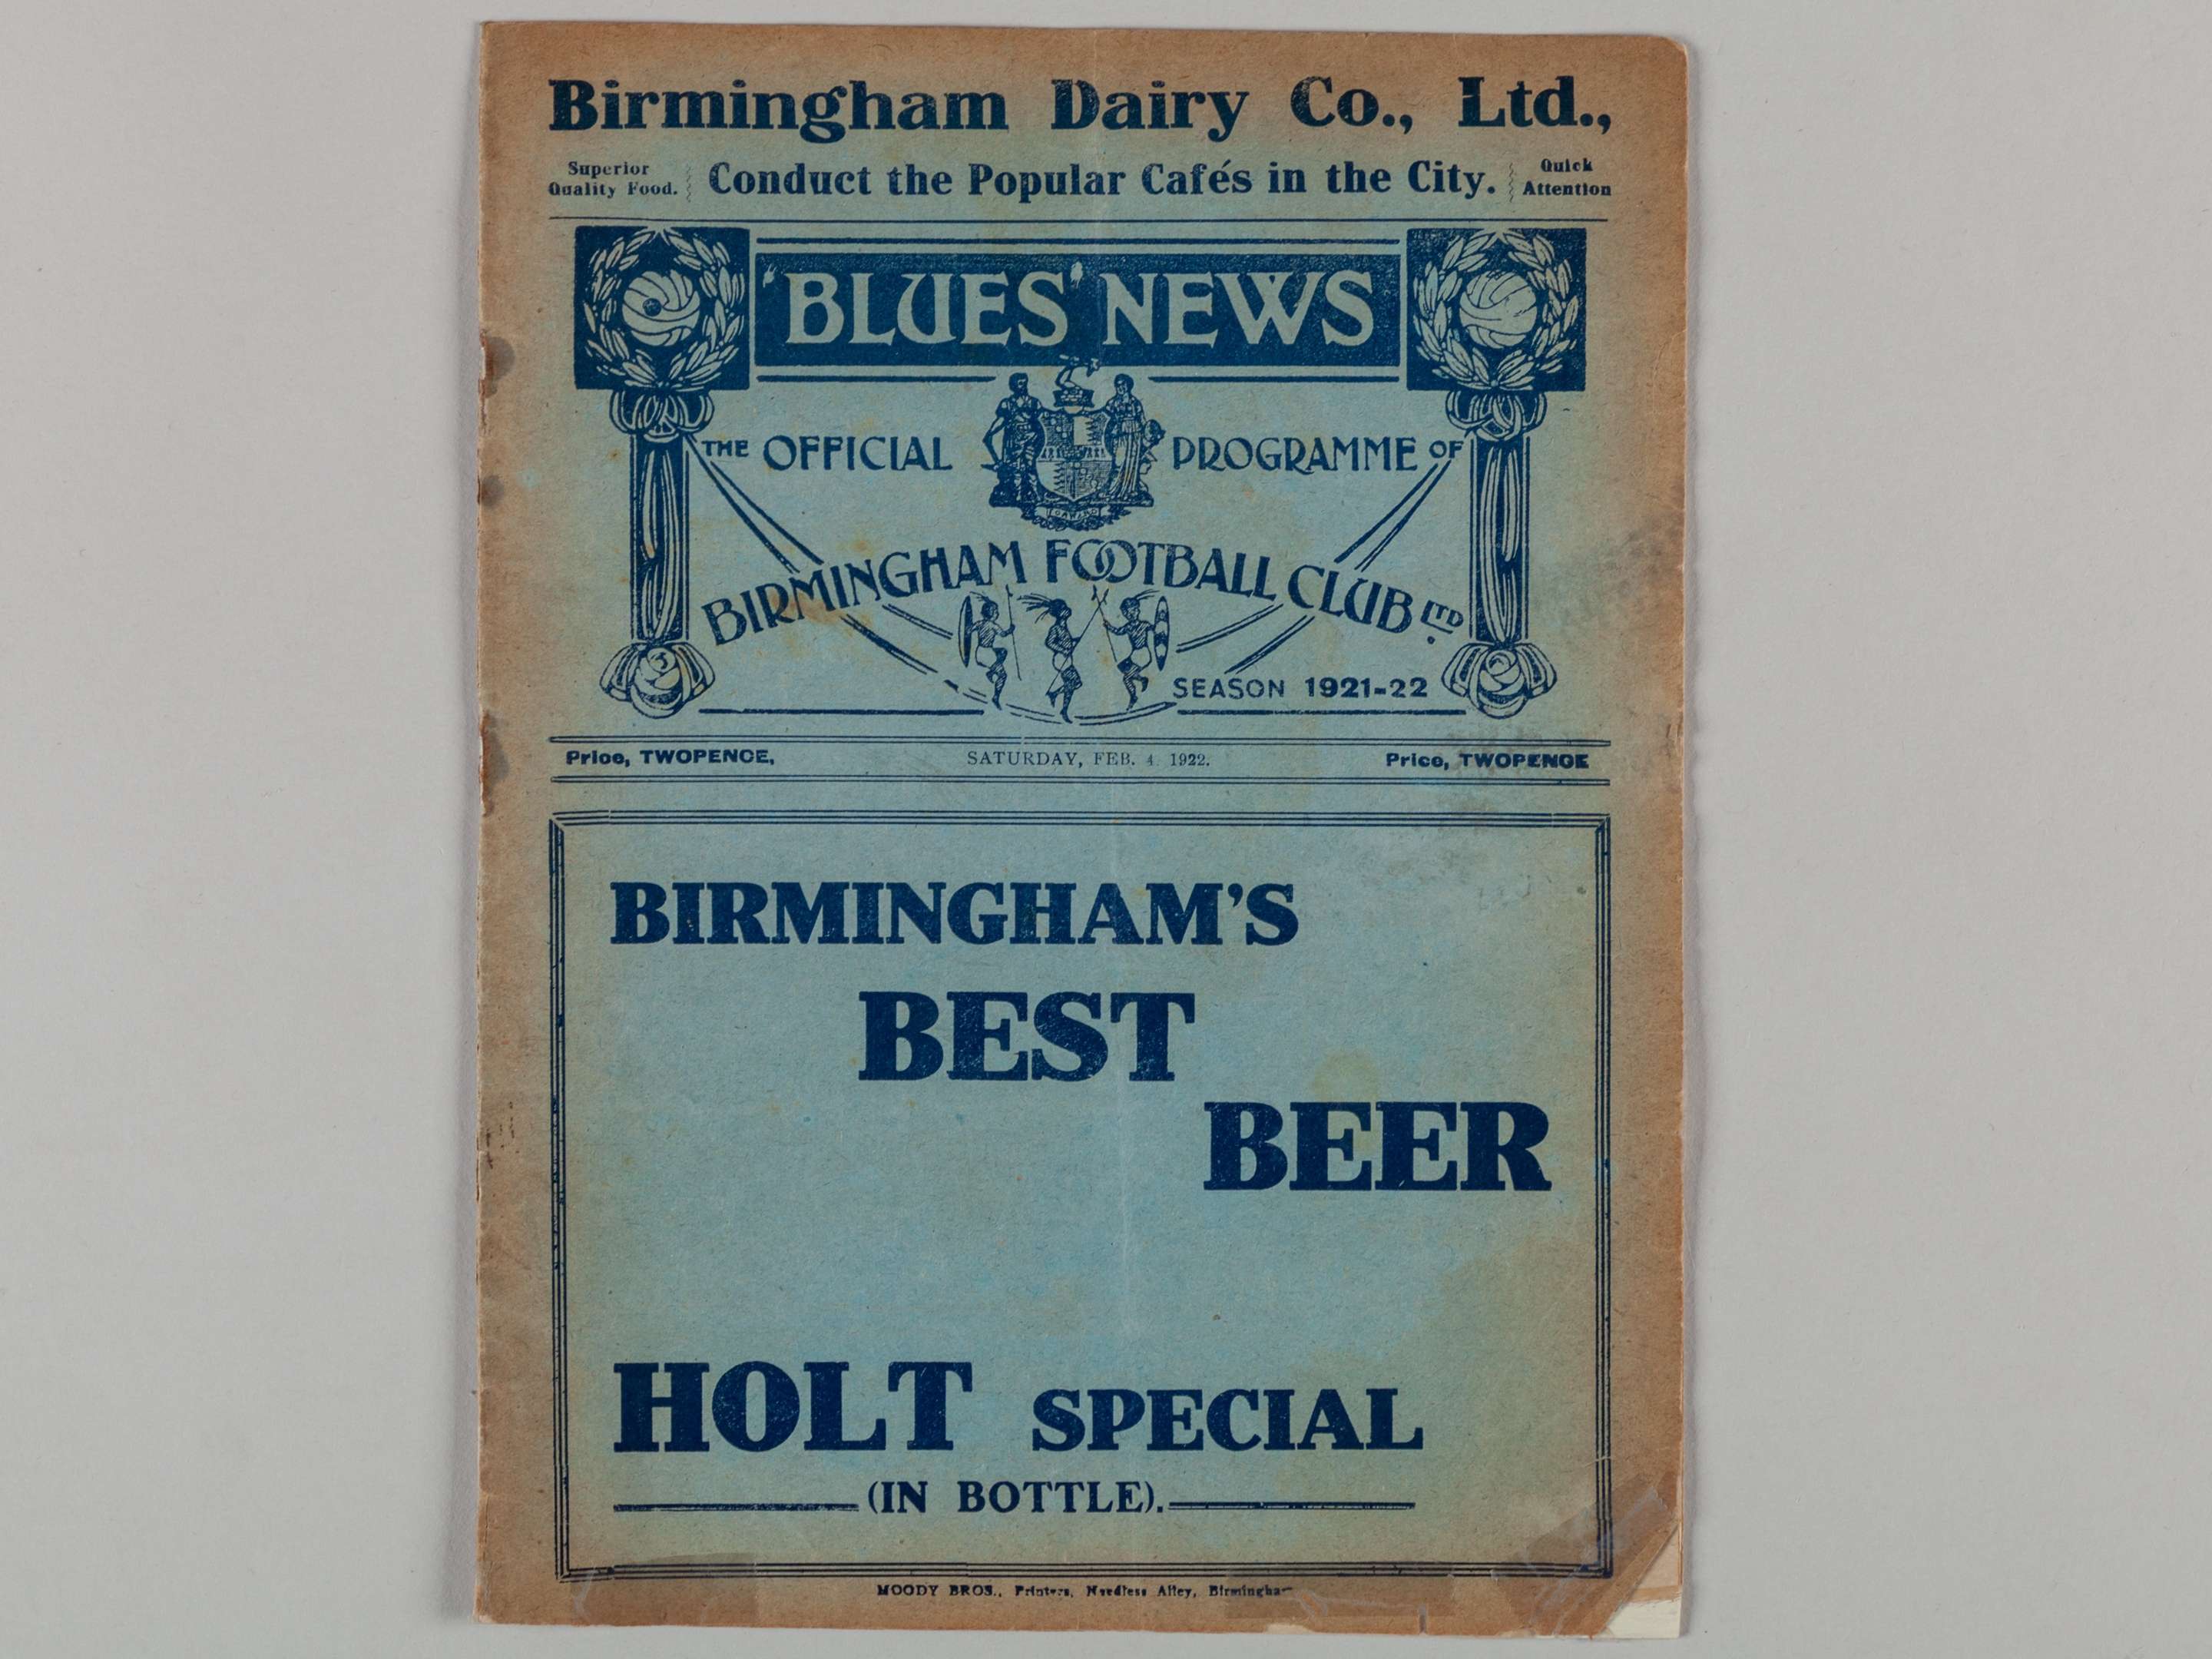 Birmingham Dairy Co., Ltd.,
Superior Quality Food. Conduct the Popular Cafés in the City. Quick Attention
'BLUES' NEWS
THE OFFICIAL PROGRAMME OF
FORWARD
BIRMINGHAM FOOTBALL CLUB LTD.
SEASON 1921-22
Price, TWOPENCE, SATURDAY, FEB. 4 1922. Price, TWOPENCE
BIRMINGHAM'S
BEST
BEER
HOLT SPECIAL
(IN BOTTLE).
MOODY BROS., Printers, Needless Alley, Birmingham